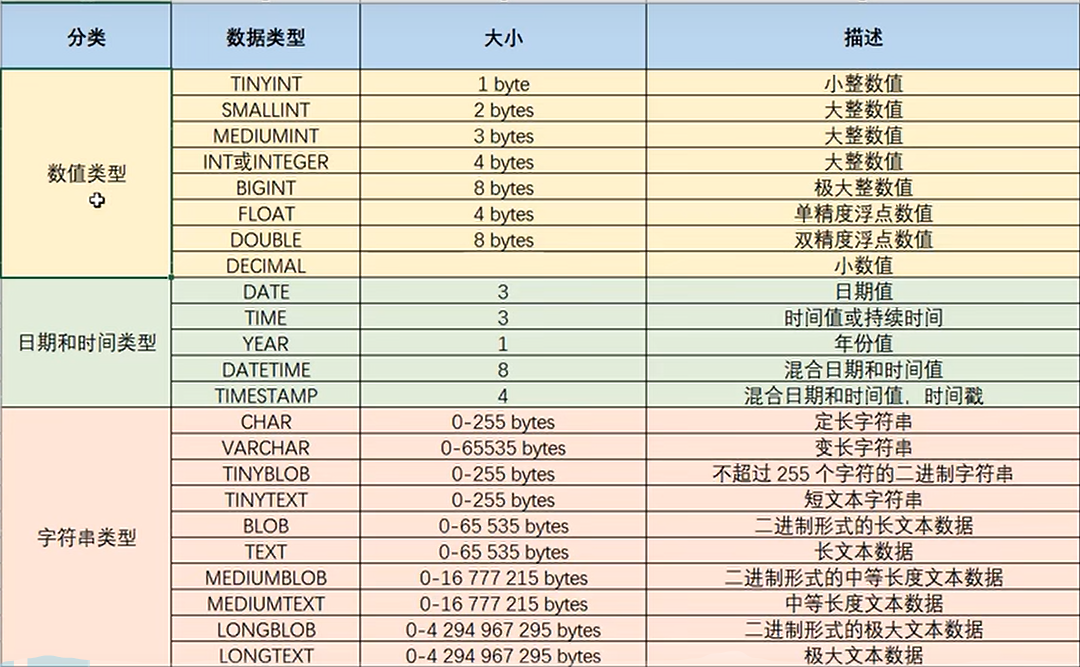 分类 数据类型 大小 描述
数值类型 TINYINT 1 byte 小整数值
SMALLINT 2 bytes 大整数值
MEDIUMINT 3 bytes 大整数值
INT或INTEGER 4 bytes 大整数值
BIGINT 8 bytes 极大整数值
FLOAT 4 bytes 单精度浮点数值
DOUBLE 8 bytes 双精度浮点数值
DECIMAL 小数值
日期和时间类型 DATE 3 日期值
TIME 3 时间值或持续时间
YEAR 1 年份值
DATETIME 8 混合日期和时间值
TIMESTAMP 4 混合日期和时间值，时间戳
字符串类型 CHAR 0-255 bytes 定长字符串
VARCHAR 0-65535 bytes 变长字符串
TINYBLOB 0-255 bytes 不超过 255 个字符的二进制字符串
TINYTEXT 0-255 bytes 短文本字符串
BLOB 0-65 535 bytes 二进制形式的长文本数据
TEXT 0-65 535 bytes 长文本数据
MEDIUMBLOB 0-16 777 215 bytes 二进制形式的中等长度文本数据
MEDIUMTEXT 0-16 777 215 bytes 中等长度文本数据
LONGBLOB 0-4 294 967 295 bytes 二进制形式的极大文本数据
LONGTEXT 0-4 294 967 295 bytes 极大文本数据